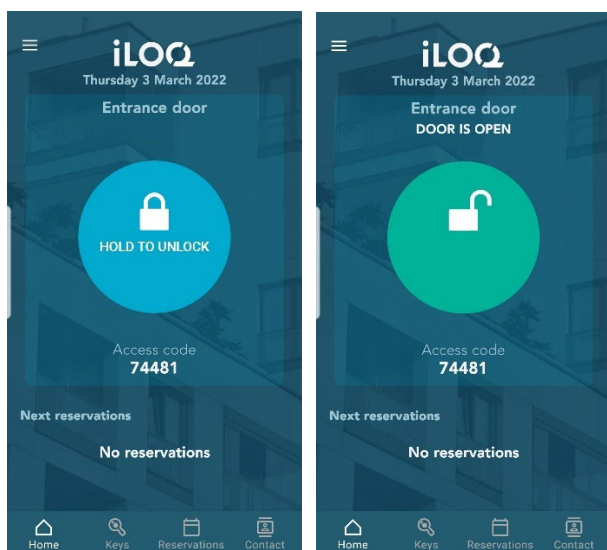 iLOQ
Thursday 3 March 2022
Entrance door
HOLD TO UNLOCK
Access code
74481
Next reservations
No reservations
Home Keys Reservations Contact
iLOQ
Thursday 3 March 2022
Entrance door
DOOR IS OPEN
Access code
74481
Next reservations
No reservations
Home Keys Reservations Contact